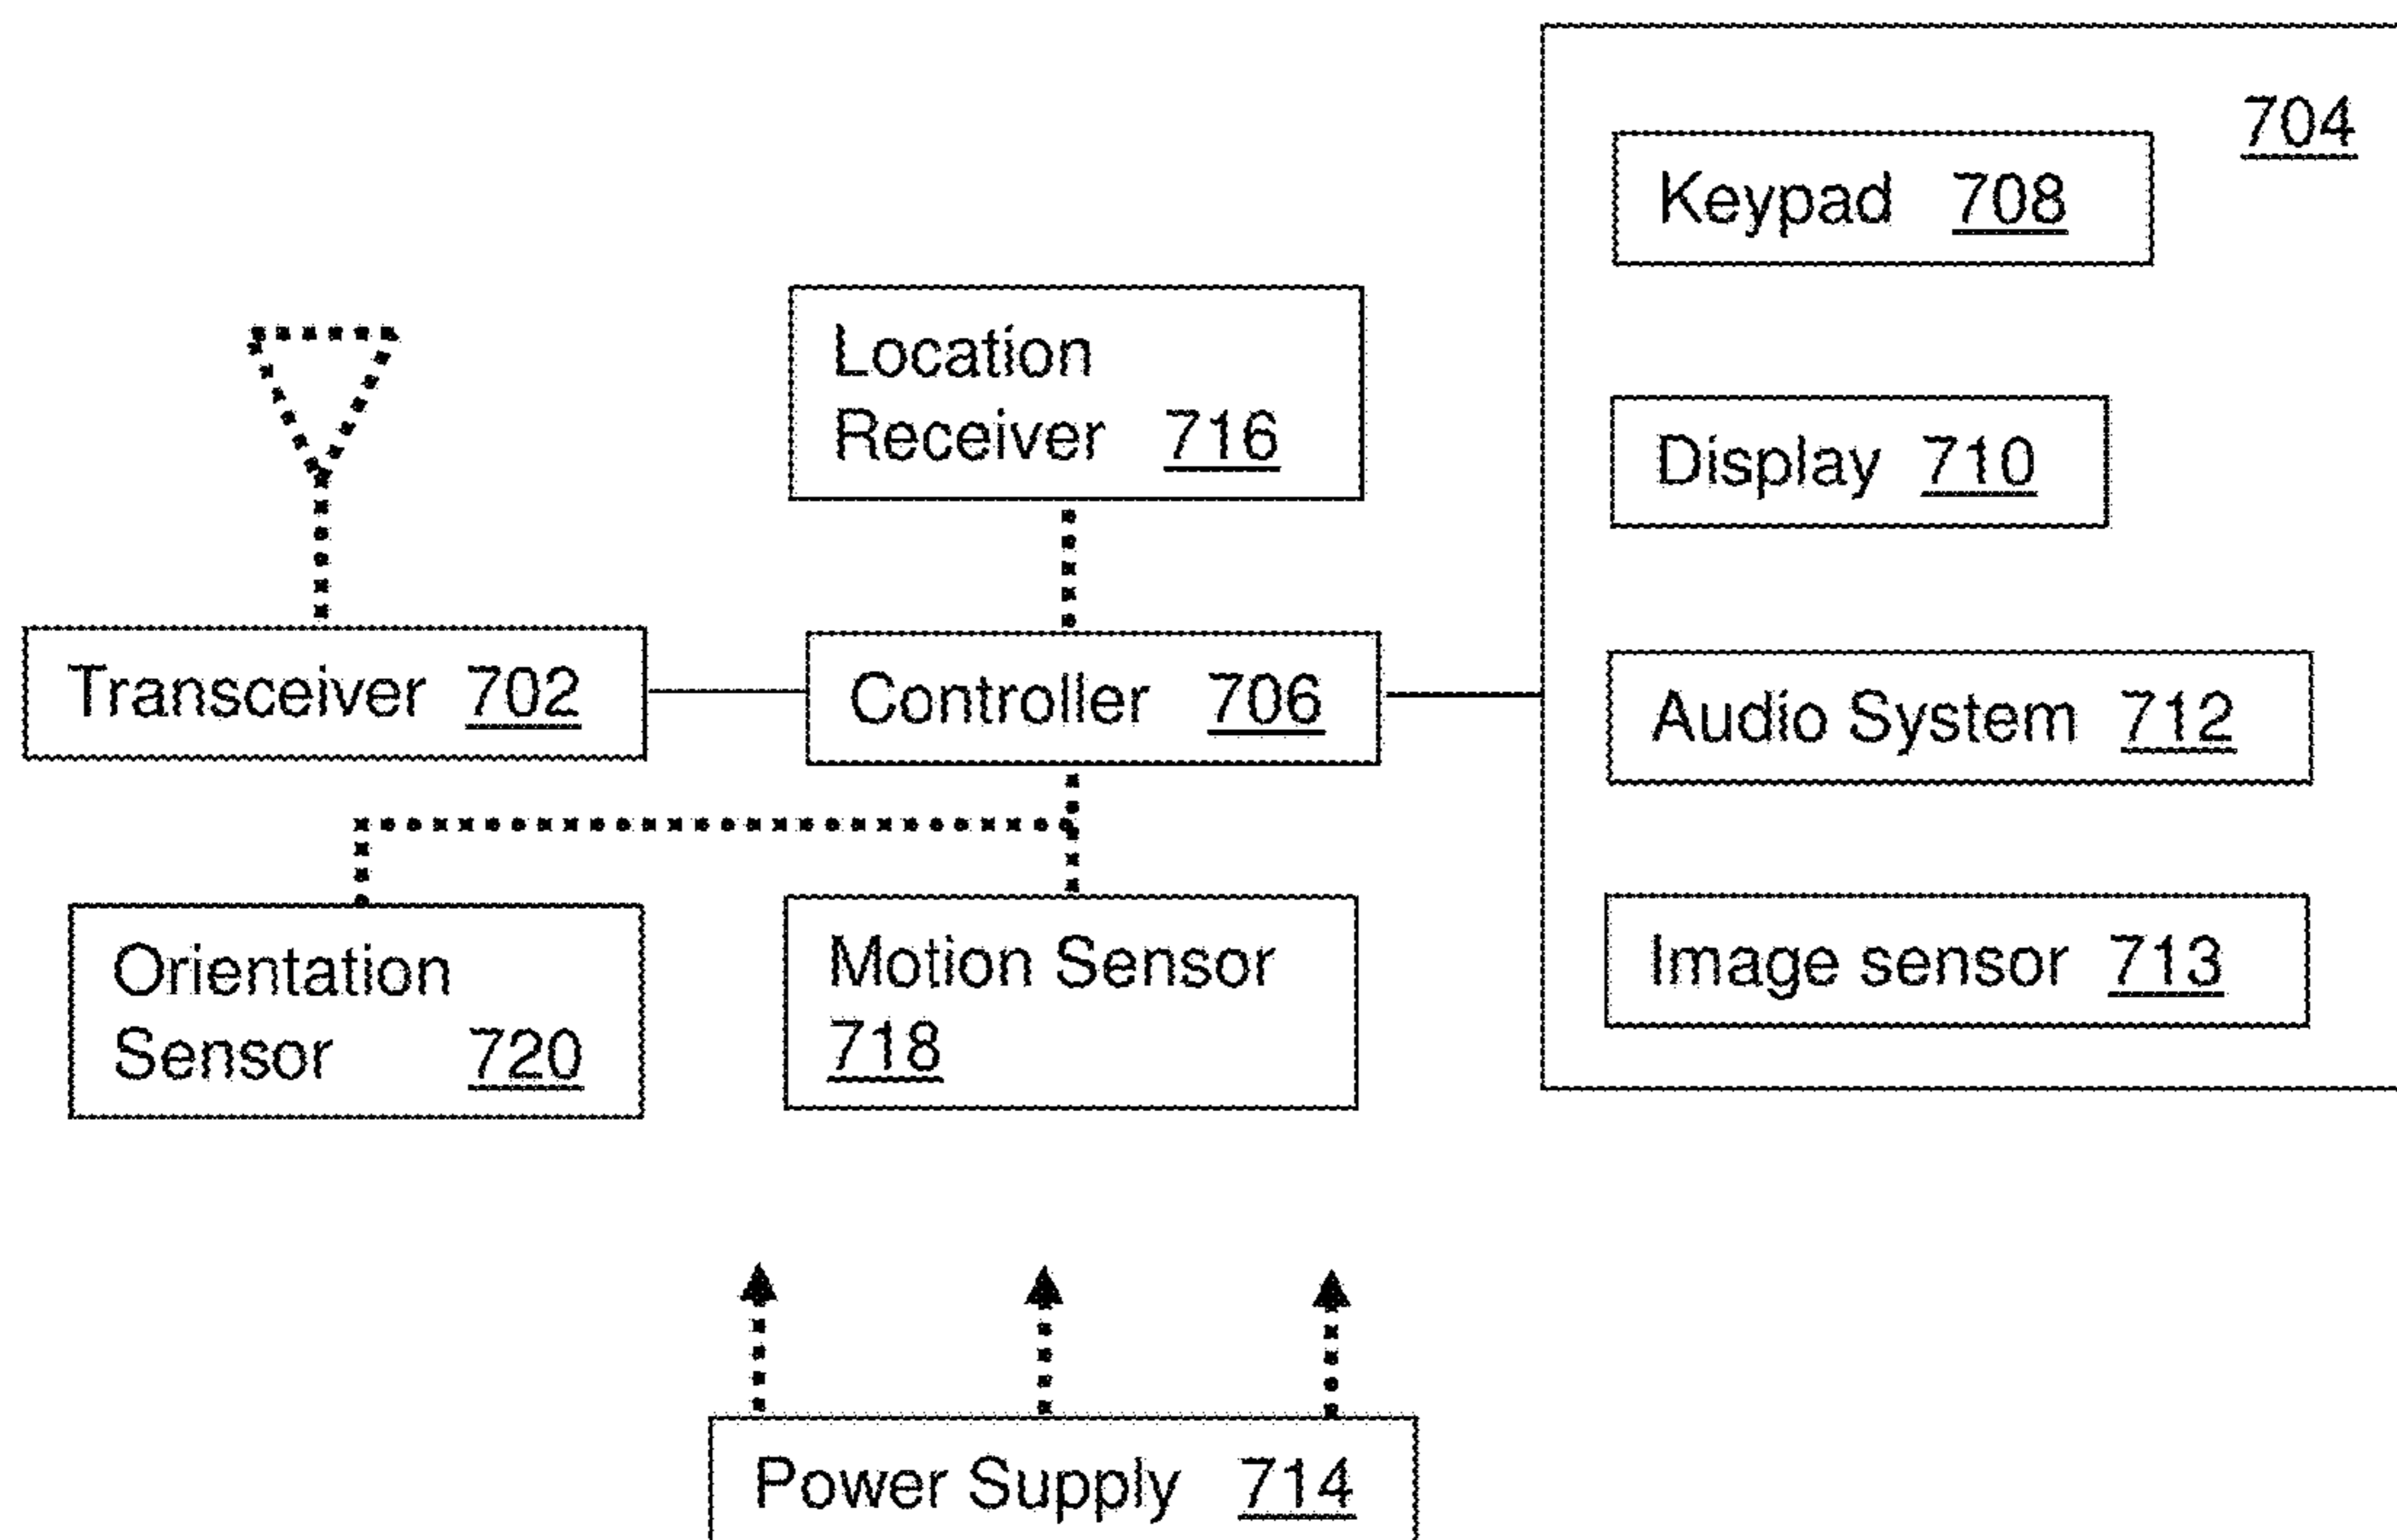 704
Keypad 708
Location
Receiver 716
Display 710
Transceiver 702
Controller 706
Audio System 712
Orientation
Sensor 720
Motion Sensor
718
Image sensor 713
Power Supply 714